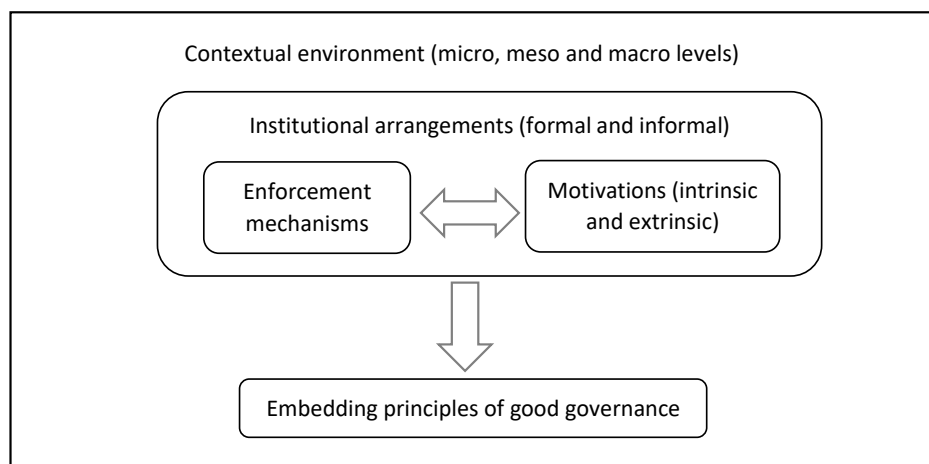 Contextual environment (micro, meso and macro levels)
Institutional arrangements (formal and informal)
Enforcement
mechanisms
Motivations (intrinsic
and extrinsic)
Embedding principles of good governance